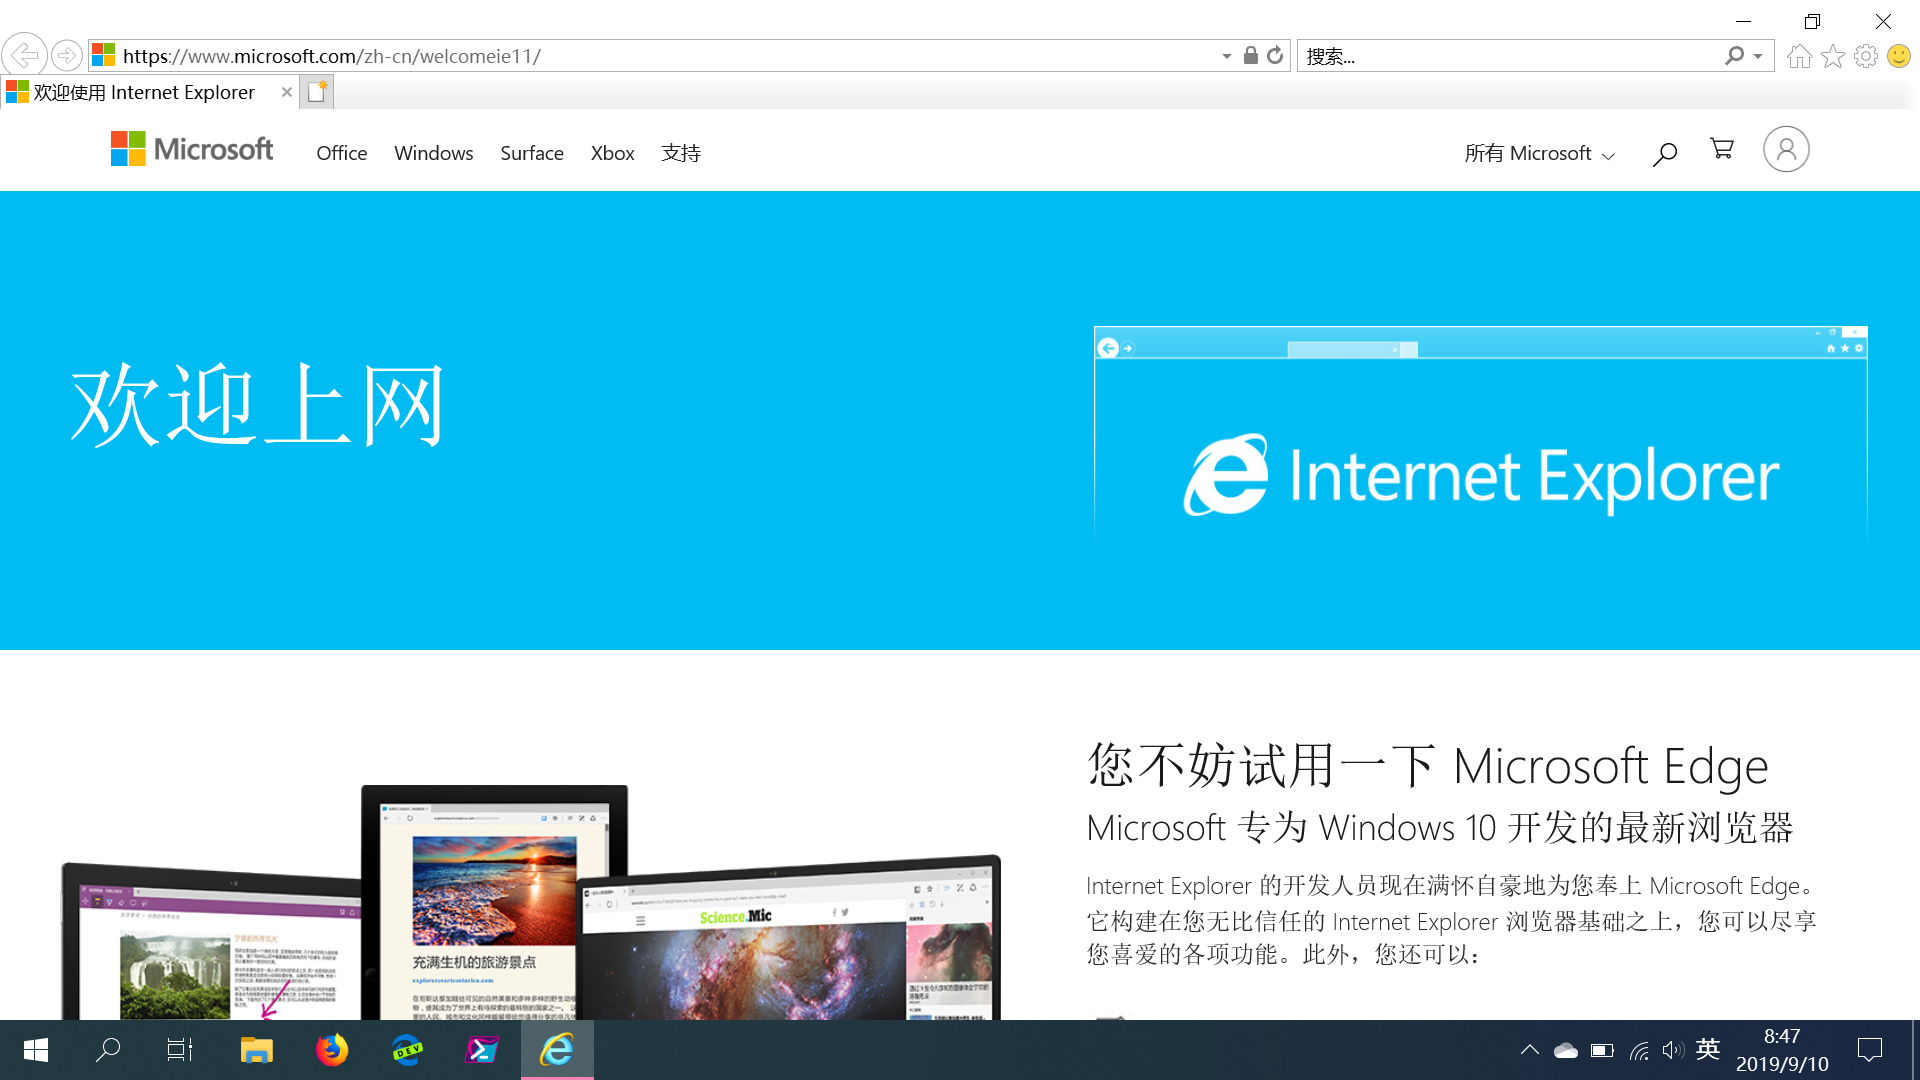 https://www.microsoft.com/zh-cn/welcomeie11/
搜索...
欢迎使用 Internet Explorer
Microsoft
Office Windows Surface Xbox 支持
所有 Microsoft
欢迎上网
Internet Explorer
您不妨试用一下 Microsoft Edge
Microsoft 专为 Windows 10 开发的最新浏览器
Internet Explorer 的开发人员现在满怀自豪地为您奉上 Microsoft Edge。
它构建在您无比信任的 Internet Explorer 浏览器基础之上，您可以尽享
您喜爱的各项功能。此外，您还可以：
Science.Mic
充满生机的旅游景点
DEV
英
8:47
2019/9/10